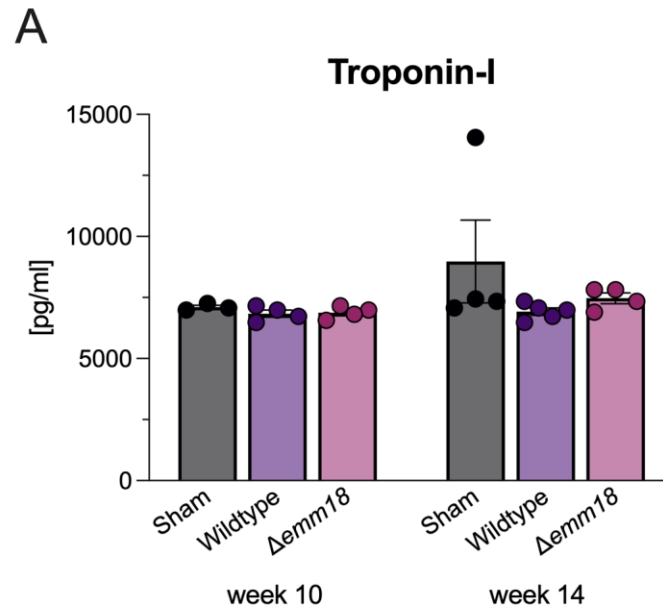 A
Troponin-I
[pg/ml]
15000
10000
5000
0
Sham
Wildtype
Δemm18
Sham
Wildtype
Δemm18
week 10
week 14